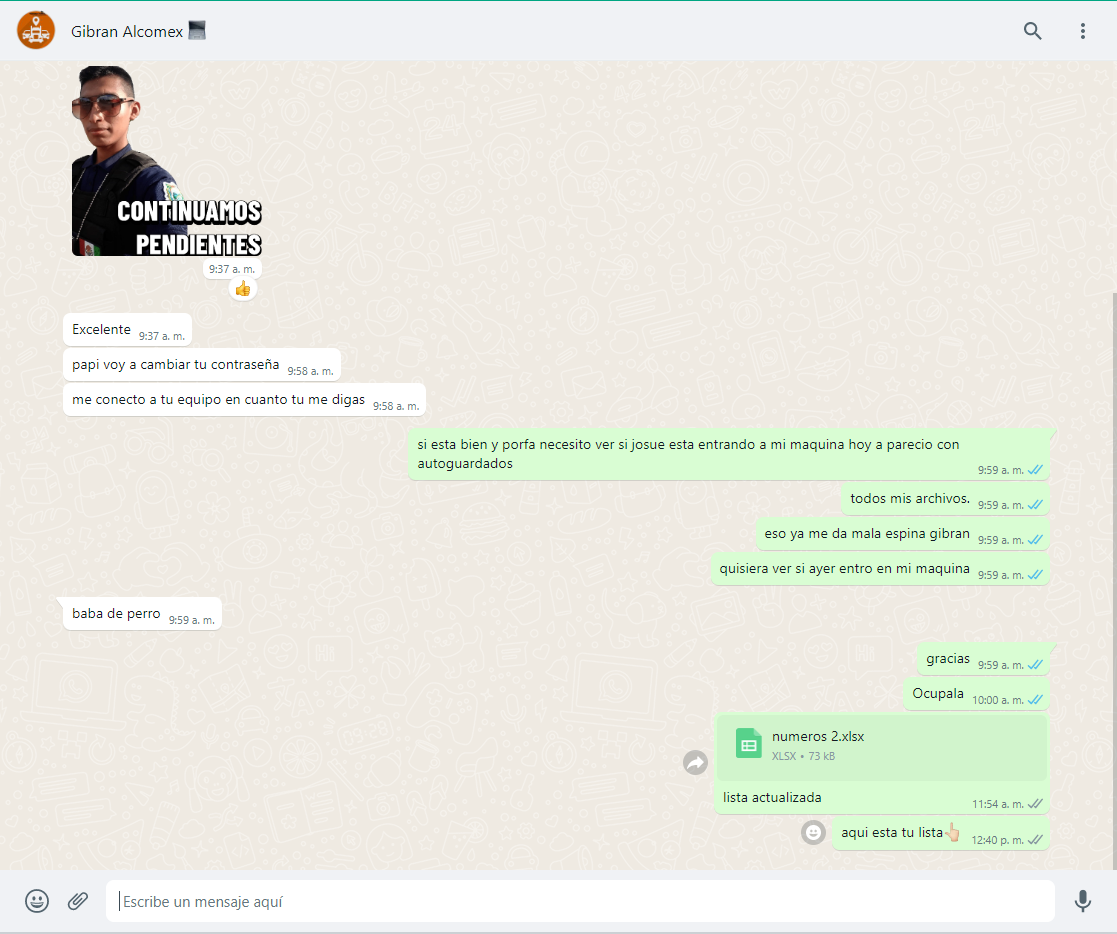 Gibran Alcomex
CONTINUAMOS
PENDIENTES
9:37 a. m.
Excelente 9:37 a. m.
papi voy a cambiar tu contraseña 9:58 a. m.
me conecto a tu equipo en cuanto tu me digas 9:58 a. m.
si esta bien y porfa necesito ver si josue esta entrando a mi maquina hoy a parecio con
autoguardados 9:59 a. m.
todos mis archivos. 9:59 a. m.
eso ya me da mala espina gibran 9:59 a. m.
quisiera ver si ayer entro en mi maquina 9:59 a. m.
baba de perro 9:59 a. m.
gracias 9:59 a. m.
Ocupala 10:00 a. m.
numeros 2.xlsx
XLSX • 73 kB
lista actualizada 11:54 a. m.
aqui esta tu lista👆🏻 12:40 p. m.
Escribe un mensaje aquí